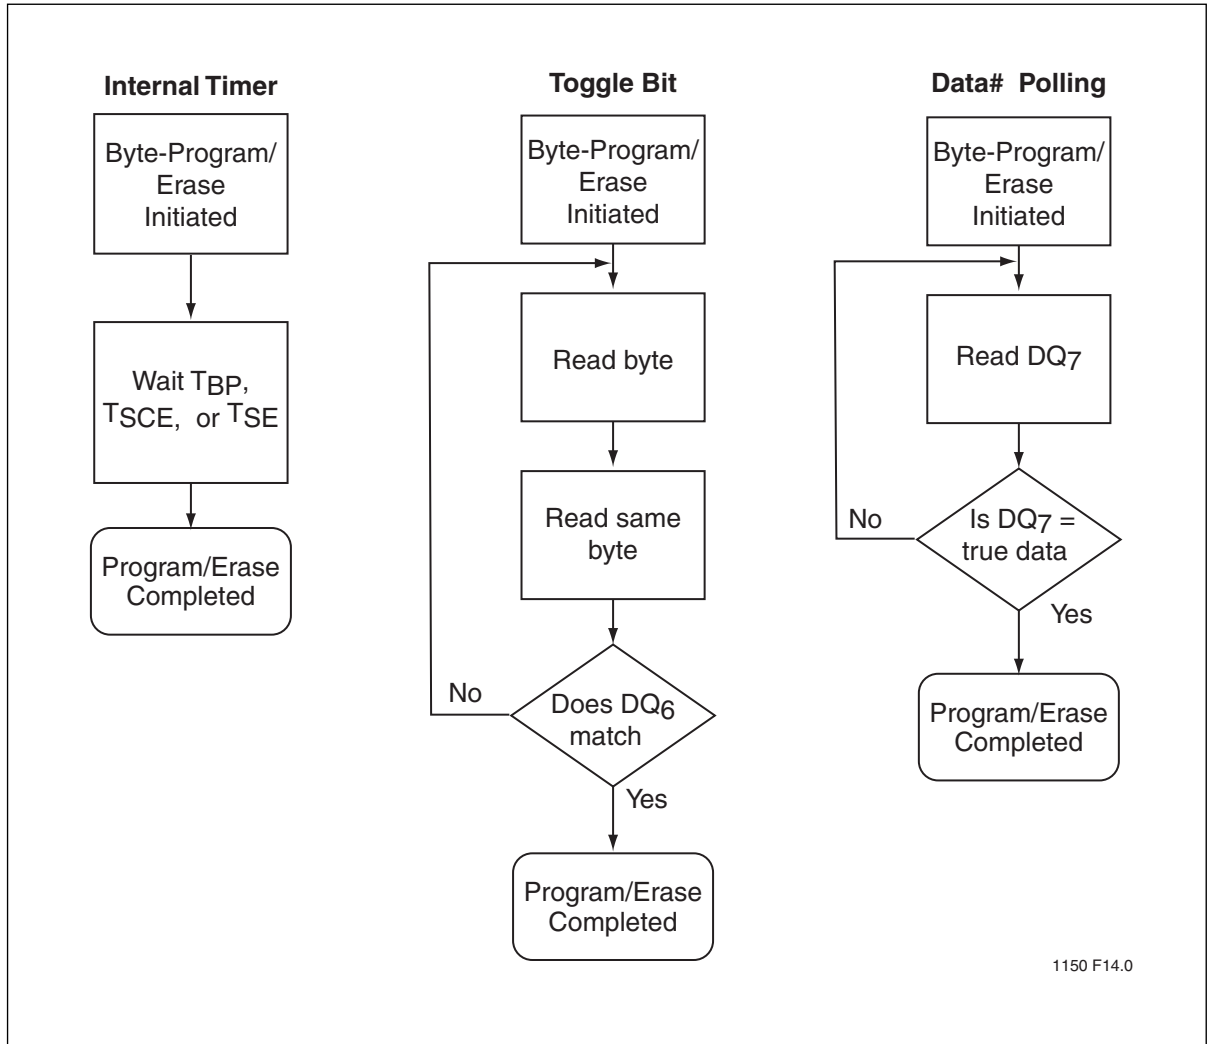 Internal Timer
Byte-Program/
Erase
Initiated
Wait TBP,
TSCE, or TSE
Program/Erase
Completed
Toggle Bit
Byte-Program/
Erase
Initiated
Read byte
Read same
byte
Does DQ6
match
No
Yes
Program/Erase
Completed
Data# Polling
Byte-Program/
Erase
Initiated
Read DQ7
Is DQ7 =
true data
No
Yes
Program/Erase
Completed
1150 F14.0